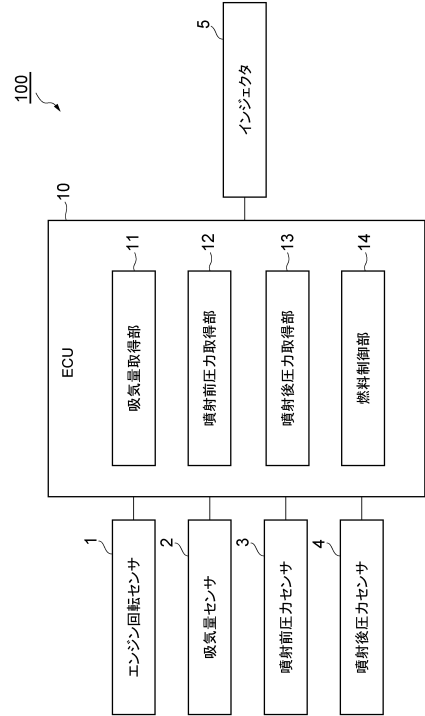 100
10
ECU
1
エンジン回転センサ
2
吸気量センサ
3
噴射前圧力センサ
4
噴射後圧力センサ
11
吸気量取得部
12
噴射前圧力取得部
13
噴射後圧力取得部
14
燃料制御部
5
インジェクタ